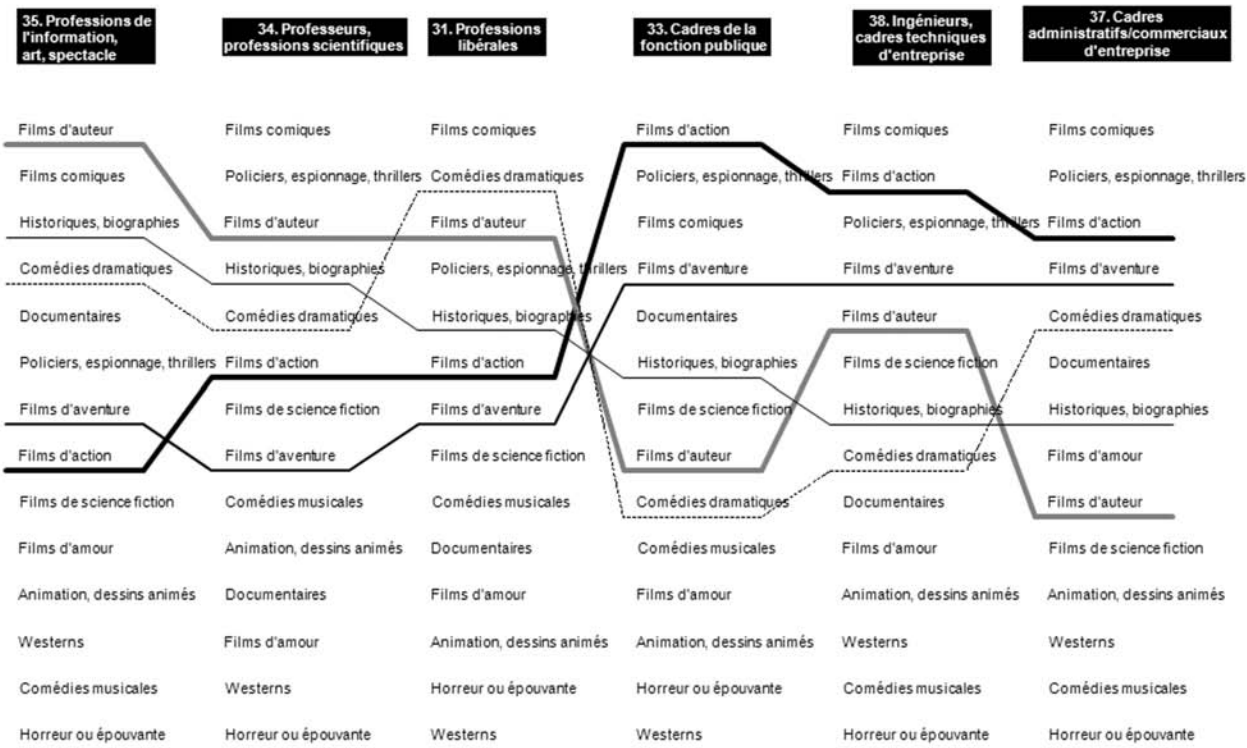 35. Professions de
l'information,
art, spectacle
34. Professeurs,
professions scientifiques
31. Professions
libérales
33. Cadres de la
fonction publique
38. Ingénieurs,
cadres techniques
d'entreprise
37. Cadres
administratifs/commerciaux
d'entreprise
Films d'auteur
Films comiques
Films comiques
Films d'action
Films comiques
Films comiques
Films comiques
Policiers, espionnage, thrillers
Comédies dramatiques
Policiers, espionnage, thrillers
Films d'action
Policiers, espionnage, thrillers
Historiques, biographies
Films d'auteur
Films d'auteur
Films comiques
Policiers, espionnage, thrillers
Films d'action
Comédies dramatiques
Historiques, biographies
Policiers, espionnage, thrillers
Films d'aventure
Films d'aventure
Films d'aventure
Documentaires
Comédies dramatiques
Historiques, biographies
Documentaires
Films d'auteur
Comédies dramatiques
Policiers, espionnage, thrillers
Films d'action
Films d'action
Historiques, biographies
Films de science fiction
Documentaires
Films d'aventure
Films de science fiction
Films d'aventure
Films de science fiction
Historiques, biographies
Historiques, biographies
Films d'action
Films d'aventure
Films de science fiction
Films d'auteur
Comédies dramatiques
Films d'amour
Films de science fiction
Comédies musicales
Comédies musicales
Comédies dramatiques
Documentaires
Films d'auteur
Films d'amour
Animation, dessins animés
Documentaires
Comédies musicales
Films d'amour
Films de science fiction
Animation, dessins animés
Documentaires
Films d'amour
Films d'amour
Animation, dessins animés
Animation, dessins animés
Westerns
Films d'amour
Animation, dessins animés
Animation, dessins animés
Westerns
Westerns
Comédies musicales
Westerns
Horreur ou épouvante
Horreur ou épouvante
Comédies musicales
Comédies musicales
Horreur ou épouvante
Horreur ou épouvante
Westerns
Westerns
Horreur ou épouvante
Horreur ou épouvante